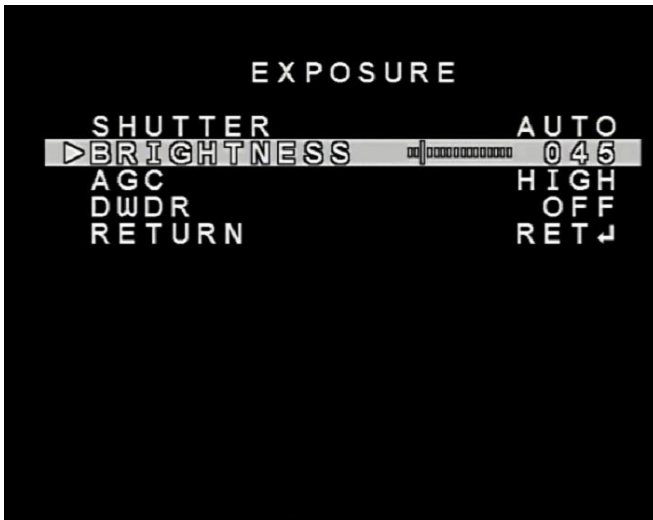 EXPOSURE
SHUTTER AUTO
▷BRIGHTNESS 045
AGC HIGH
DWDR OFF
RETURN RET↵